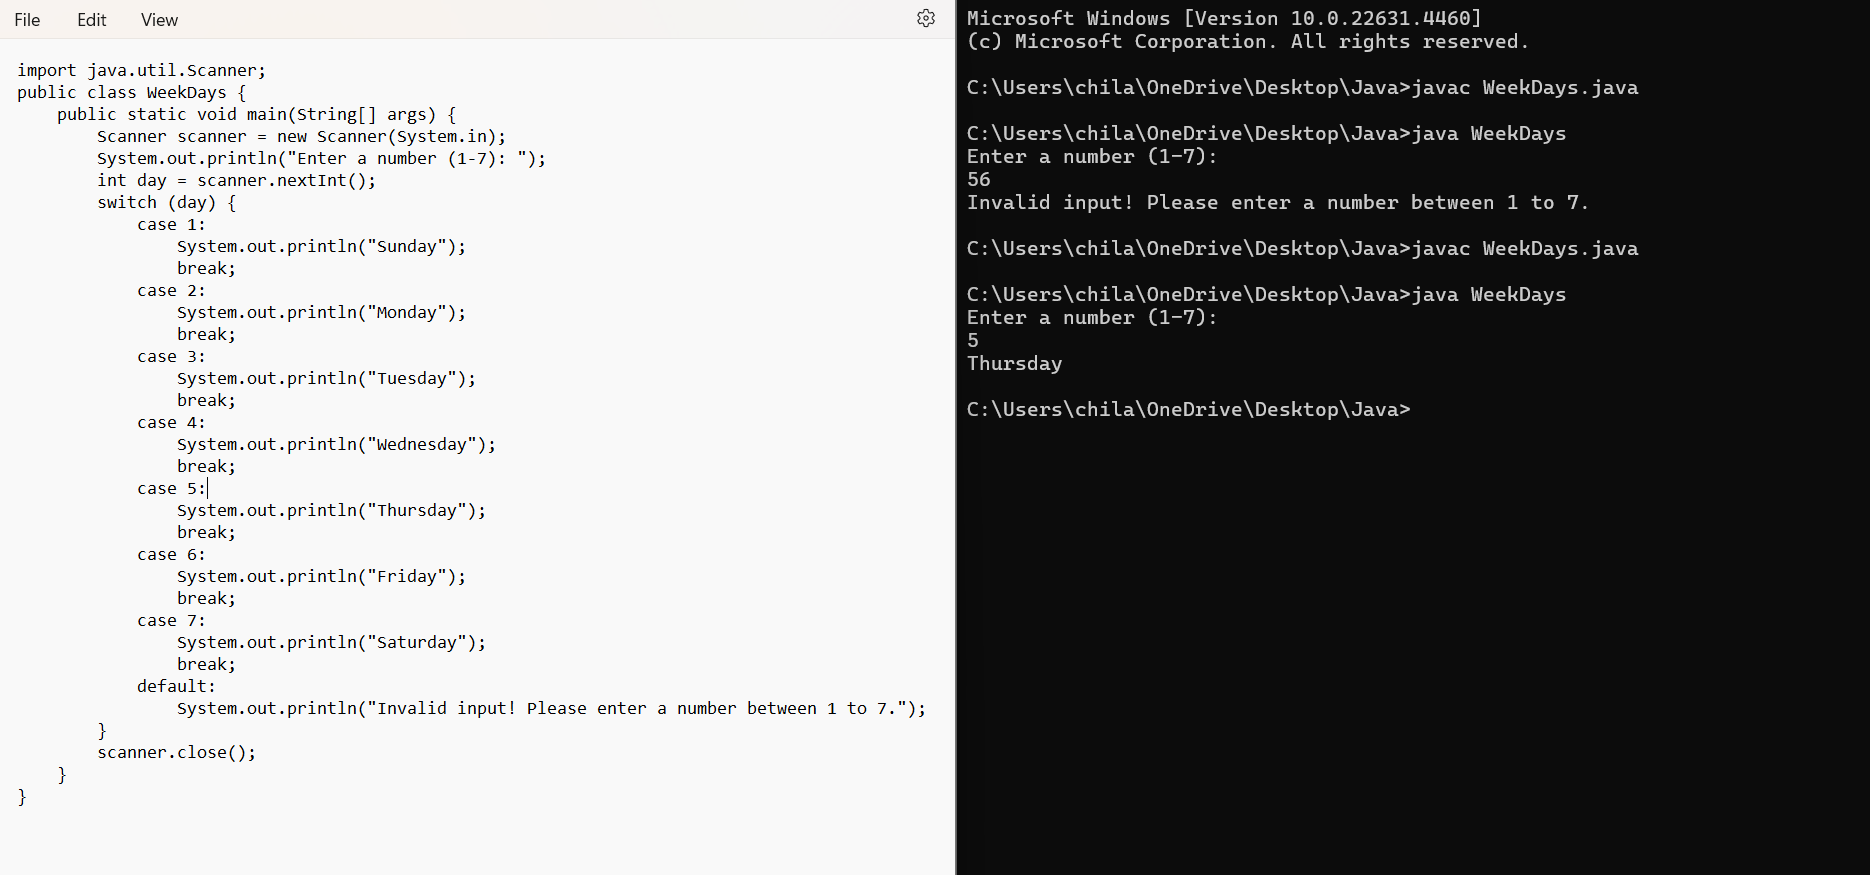 File Edit View
import java.util.Scanner;
public class WeekDays {
    public static void main(String[] args) {
        Scanner scanner = new Scanner(System.in);
        System.out.println("Enter a number (1-7): ");
        int day = scanner.nextInt();
        switch (day) {
            case 1:
                System.out.println("Sunday");
                break;
            case 2:
                System.out.println("Monday");
                break;
            case 3:
                System.out.println("Tuesday");
                break;
            case 4:
                System.out.println("Wednesday");
                break;
            case 5:
                System.out.println("Thursday");
                break;
            case 6:
                System.out.println("Friday");
                break;
            case 7:
                System.out.println("Saturday");
                break;
            default:
                System.out.println("Invalid input! Please enter a number between 1 to 7.");
        }
        scanner.close();
    }
}
Microsoft Windows [Version 10.0.22631.4460]
(c) Microsoft Corporation. All rights reserved.
C:\Users\chila\OneDrive\Desktop\Java>javac WeekDays.java
C:\Users\chila\OneDrive\Desktop\Java>java WeekDays
Enter a number (1-7):
56
Invalid input! Please enter a number between 1 to 7.
C:\Users\chila\OneDrive\Desktop\Java>javac WeekDays.java
C:\Users\chila\OneDrive\Desktop\Java>java WeekDays
Enter a number (1-7):
5
Thursday
C:\Users\chila\OneDrive\Desktop\Java>